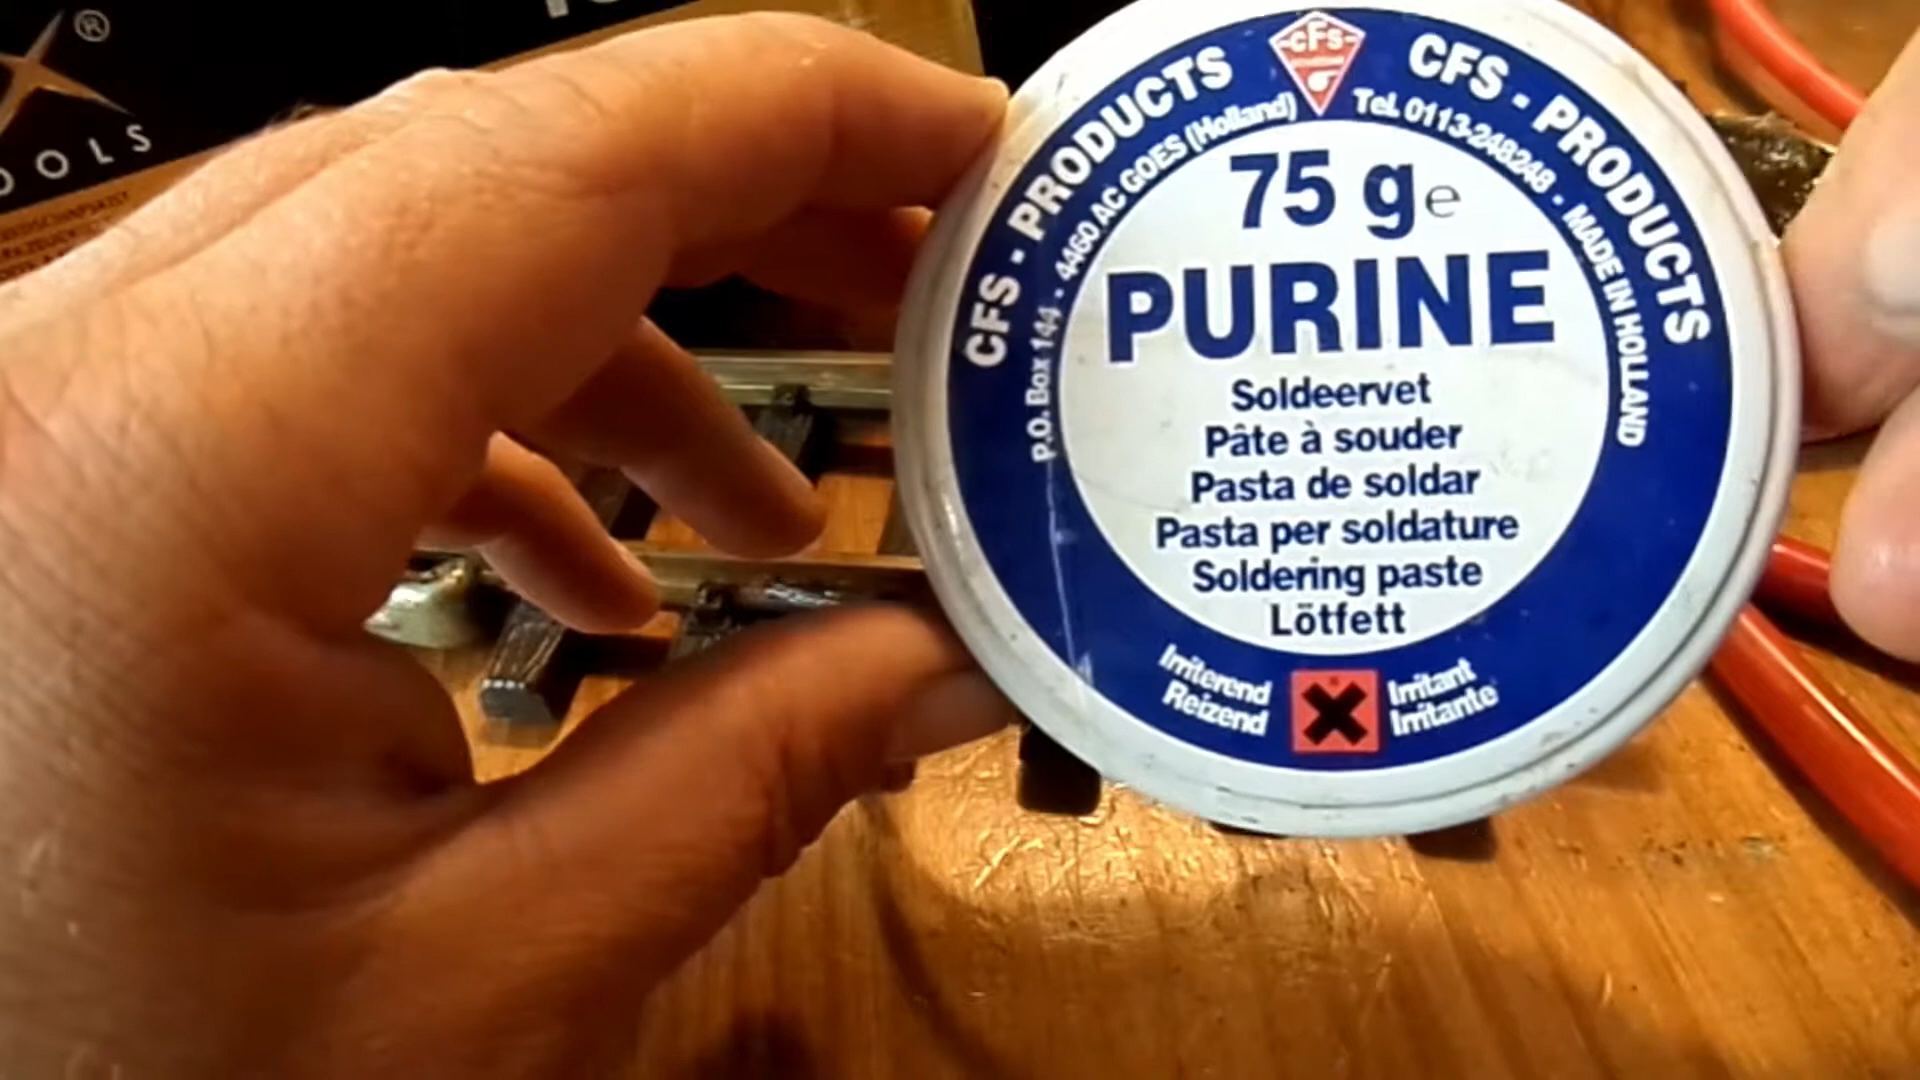 ®
OOLS
CFS - PRODUCTS
cFs
CFS - PRODUCTS
P.O. Box 144 - 4460 AC GOES (Holland)
Tel. 0113-248248 - MADE IN HOLLAND
75 g e
PURINE
Soldeervet
Pâte à souder
Pasta de soldar
Pasta per soldature
Soldering paste
Lötfett
Irriterend
Reizend
Irritant
Irritante